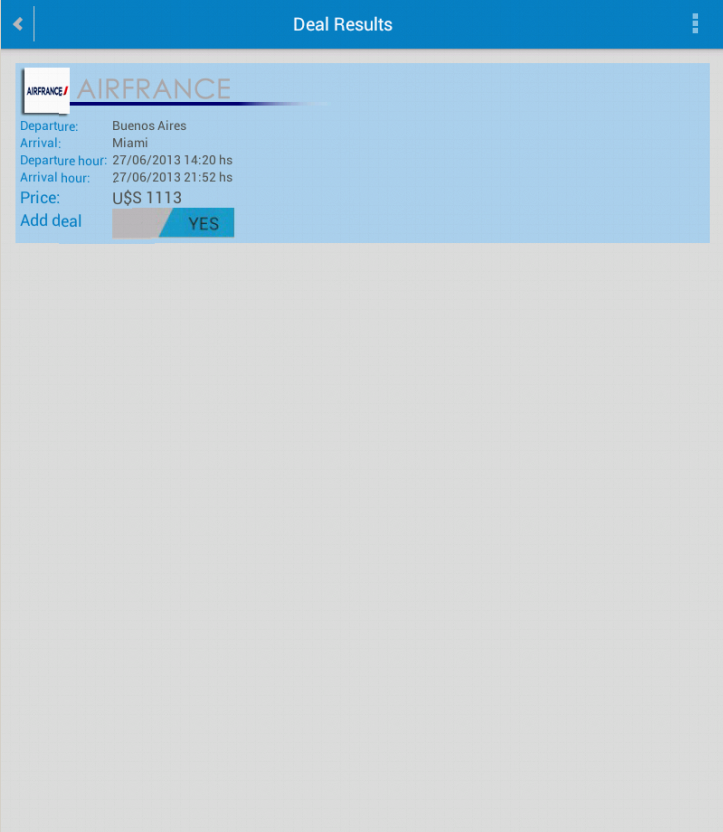 Deal Results
AIRFRANCE AIRFRANCE
Departure: Buenos Aires
Arrival: Miami
Departure hour: 27/06/2013 14:20 hs
Arrival hour: 27/06/2013 21:52 hs
Price: U$S 1113
Add deal YES